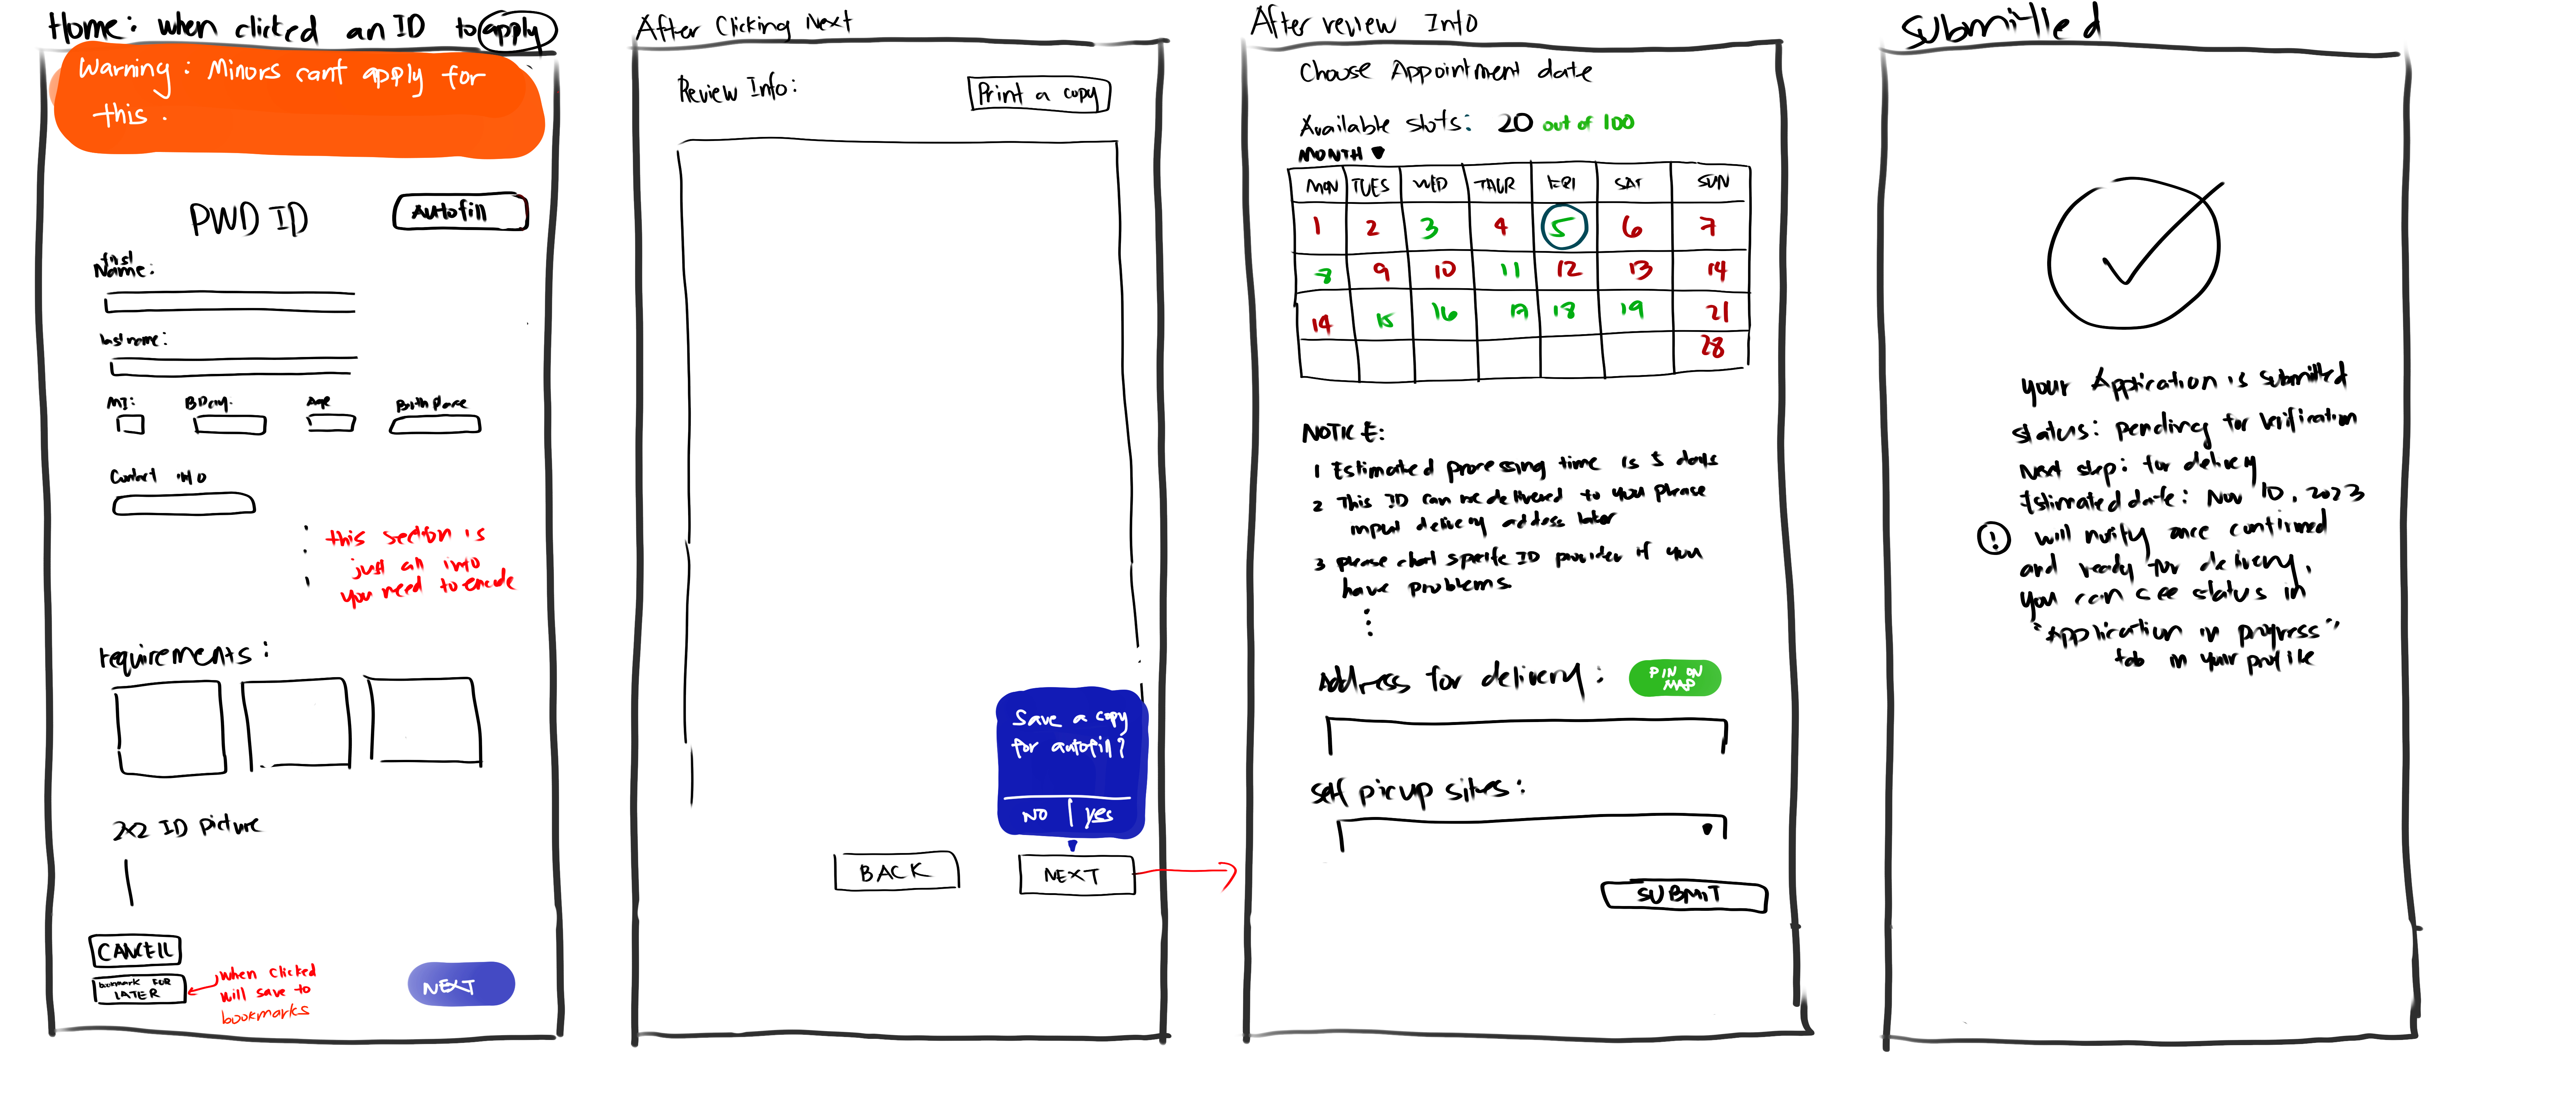 Home: when clicked an ID to apply
Warning: Minors cant apply for
this.
PWD ID
Autofill
first
Name:
last name:
MI:
BDay:
Age
Birth place
Contact info
this section is
just all info
you need to encode
requirements:
2x2 ID picture
CANCELL
bookmark FOR
LATER
when clicked
will save to
bookmarks
NEXT
After Clicking Next
Review Info:
Print a copy
Save a copy
for autofill?
NO | yes
BACK
NEXT
After review Info
Choose Appointment date
Available slots: 20 out of 100
MONTH
MON TUES WED THUR FRI SAT SUN
1 2 3 4 5 6 7
8 9 10 11 12 13 14
14 15 16 17 18 19 21
28
NOTICE:
1 Estimated processing time is 5 days
2 This ID can be delivered to you please
input delivery address later
3 please chat specific ID provider if you
have problems
Address for delivery:
PIN ON
MAP
self pickup sites:
SUBMIT
Submitted
your Application is submitted
status: pending for verification
Next step: for delivery
Estimated date: Nov 10, 2023
! will notify once confirmed
and ready for delivery.
you can see status in
"Application in progress"
tab in your profile